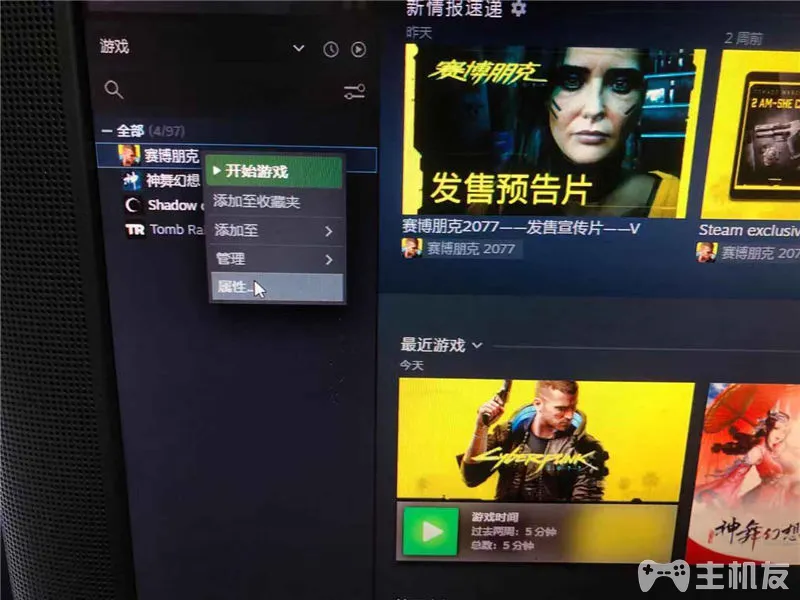 新情报速递
昨天
2 周前
游戏
全部 (4/97)
赛博朋克
神舞幻想
Shadow
TR Tomb Rai
开始游戏
添加至收藏夹
添加至
管理
属性...
赛博朋克
发售预告片
2 AM-SHE C
赛博朋克2077——发售宣传片——V
赛博朋克 2077
Steam exclusiv
赛博朋克 207
最近游戏
今天
CYBERPUNK
神舞幻想
游戏时间
过去两周：5 分钟
总数：5 分钟
主机友